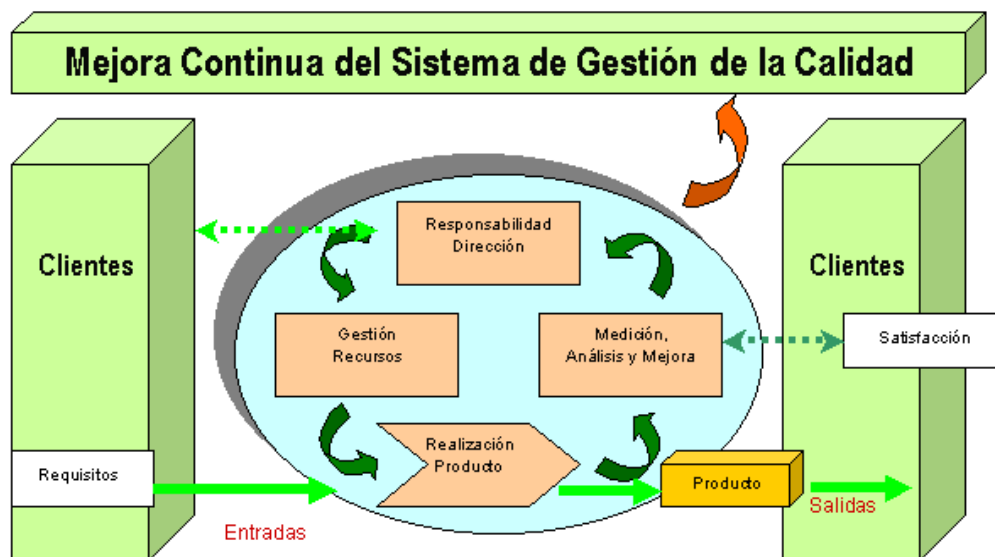 Mejora Continua del Sistema de Gestión de la Calidad
Clientes
Responsabilidad
Dirección
Clientes
Gestión
Recursos
Medición,
Análisis y Mejora
Satisfacción
Realización
Producto
Requisitos
Producto
Entradas
Salidas